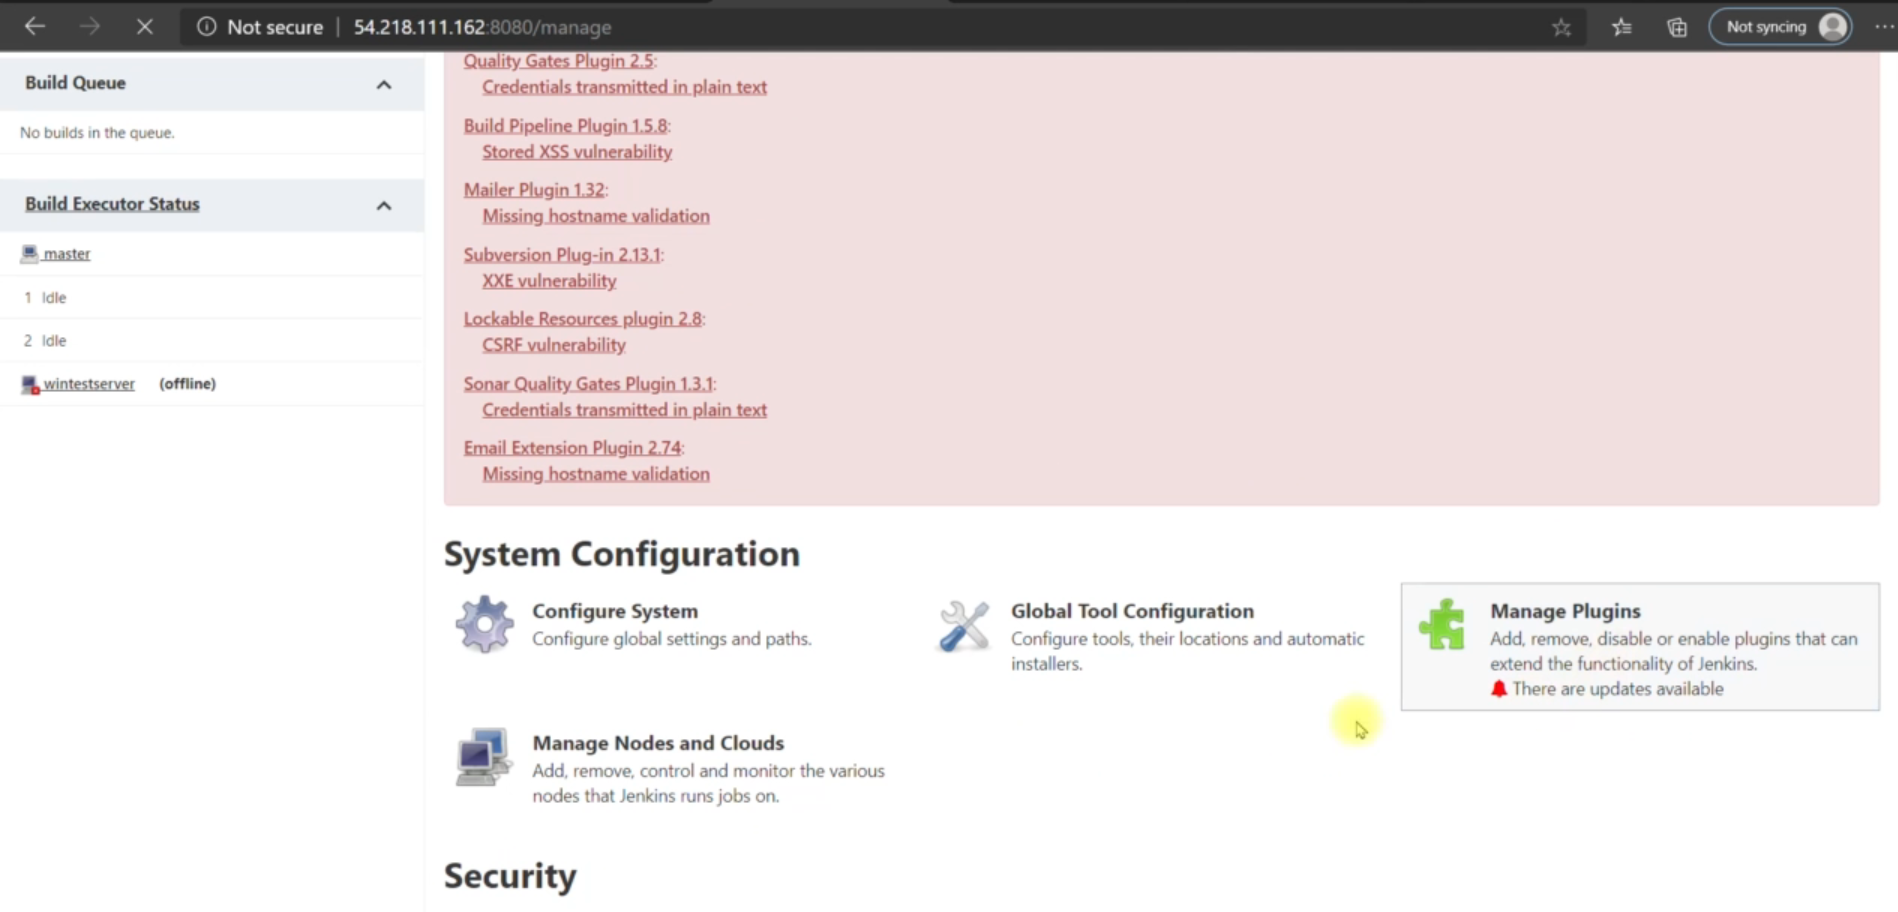 Not secure | 54.218.111.162:8080/manage
Not syncing
Build Queue
No builds in the queue.
Build Executor Status
master
1 Idle
2 Idle
wintestserver (offline)
Quality Gates Plugin 2.5:
Credentials transmitted in plain text
Build Pipeline Plugin 1.5.8:
Stored XSS vulnerability
Mailer Plugin 1.32:
Missing hostname validation
Subversion Plug-in 2.13.1:
XXE vulnerability
Lockable Resources plugin 2.8:
CSRF vulnerability
Sonar Quality Gates Plugin 1.3.1:
Credentials transmitted in plain text
Email Extension Plugin 2.74:
Missing hostname validation
System Configuration
Configure System
Configure global settings and paths.
Global Tool Configuration
Configure tools, their locations and automatic
installers.
Manage Plugins
Add, remove, disable or enable plugins that can
extend the functionality of Jenkins.
There are updates available
Manage Nodes and Clouds
Add, remove, control and monitor the various
nodes that Jenkins runs jobs on.
Security